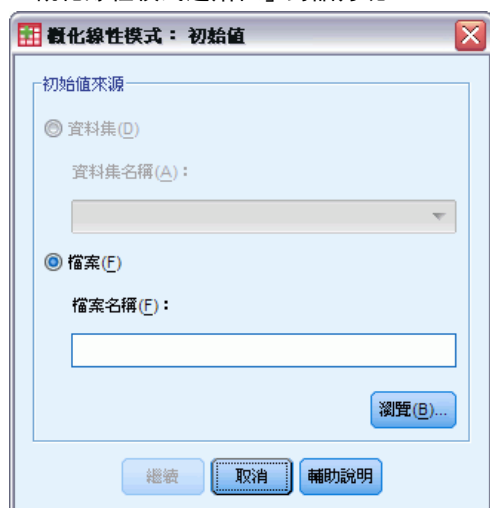 概化線性模式： 初始值
初始值來源
資料集(D)
資料集名稱(A)：
檔案(F)
檔案名稱(F)：
瀏覽(B)...
繼續
取消
輔助說明